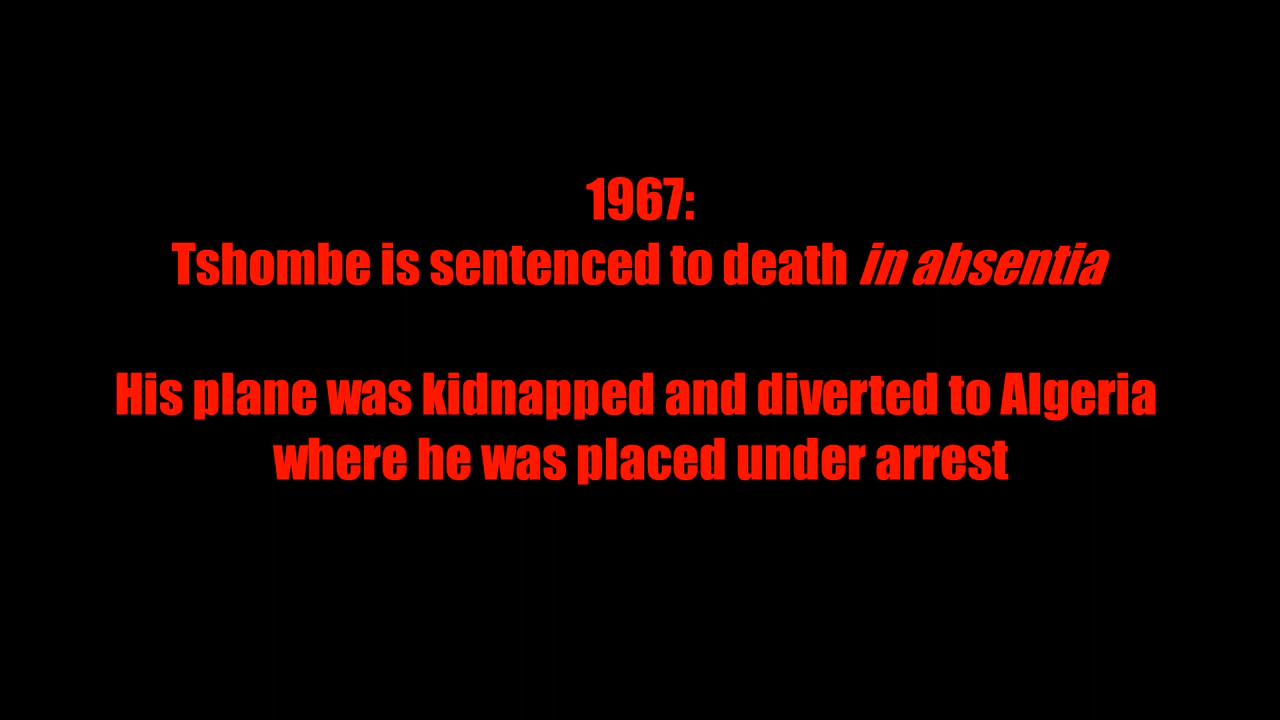 1967:
Tshombe is sentenced to death in absentia
His plane was kidnapped and diverted to Algeria
where he was placed under arrest